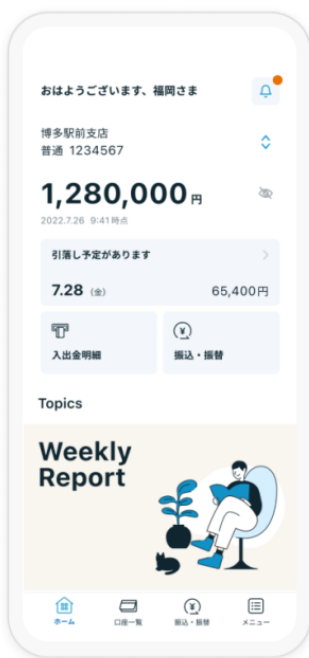 おはようございます、福岡さま
博多駅前支店
普通 1234567
1,280,000 円
2022.7.26 9:41時点
引落し予定があります
7.28 (金) 65,400円
入出金明細 振込・振替
Topics
Weekly
Report
ホーム 口座一覧 振込・振替 メニュー